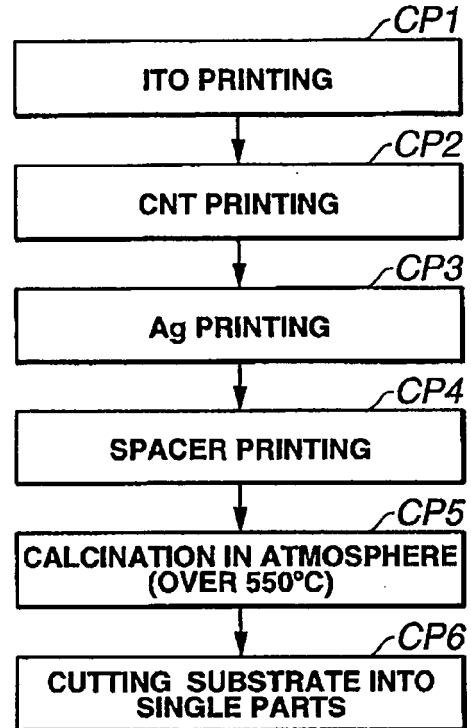 CP1
ITO PRINTING
CP2
CNT PRINTING
CP3
Ag PRINTING
CP4
SPACER PRINTING
CP5
CALCINATION IN ATMOSPHERE
(OVER 550°C)
CP6
CUTTING SUBSTRATE INTO
SINGLE PARTS